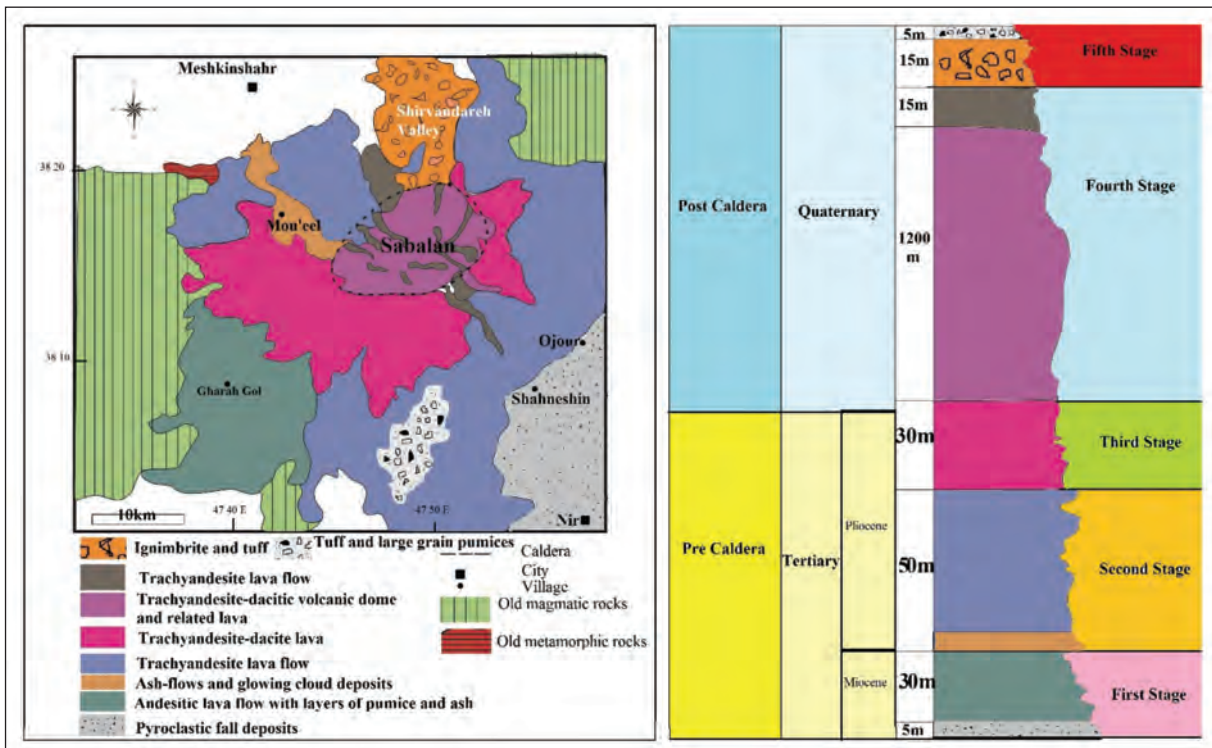 Meshkinshahr
Shirvandareh
Valley
38 20
Mou'eel
Sabalan
Ojour
38 10
Gharah Gol
Shahneshin
10km
47 40 E
47 50 E
Nir
Ignimbrite and tuff
Tuff and large grain pumices
Trachyandesite lava flow
Trachyandesite-dacitic volcanic dome
and related lava
Trachyandesite-dacite lava
Trachyandesite lava flow
Ash-flows and glowing cloud deposits
Andesitic lava flow with layers of pumice and ash
Pyroclastic fall deposits
Caldera
City
Village
Old magmatic rocks
Old metamorphic rocks
5m
Fifth Stage
15m
15m
Fourth Stage
Post Caldera
Quaternary
1200
m
30m
Third Stage
Pliocene
Pre Caldera
Tertiary
50m
Second Stage
Miocene
30m
First Stage
5m